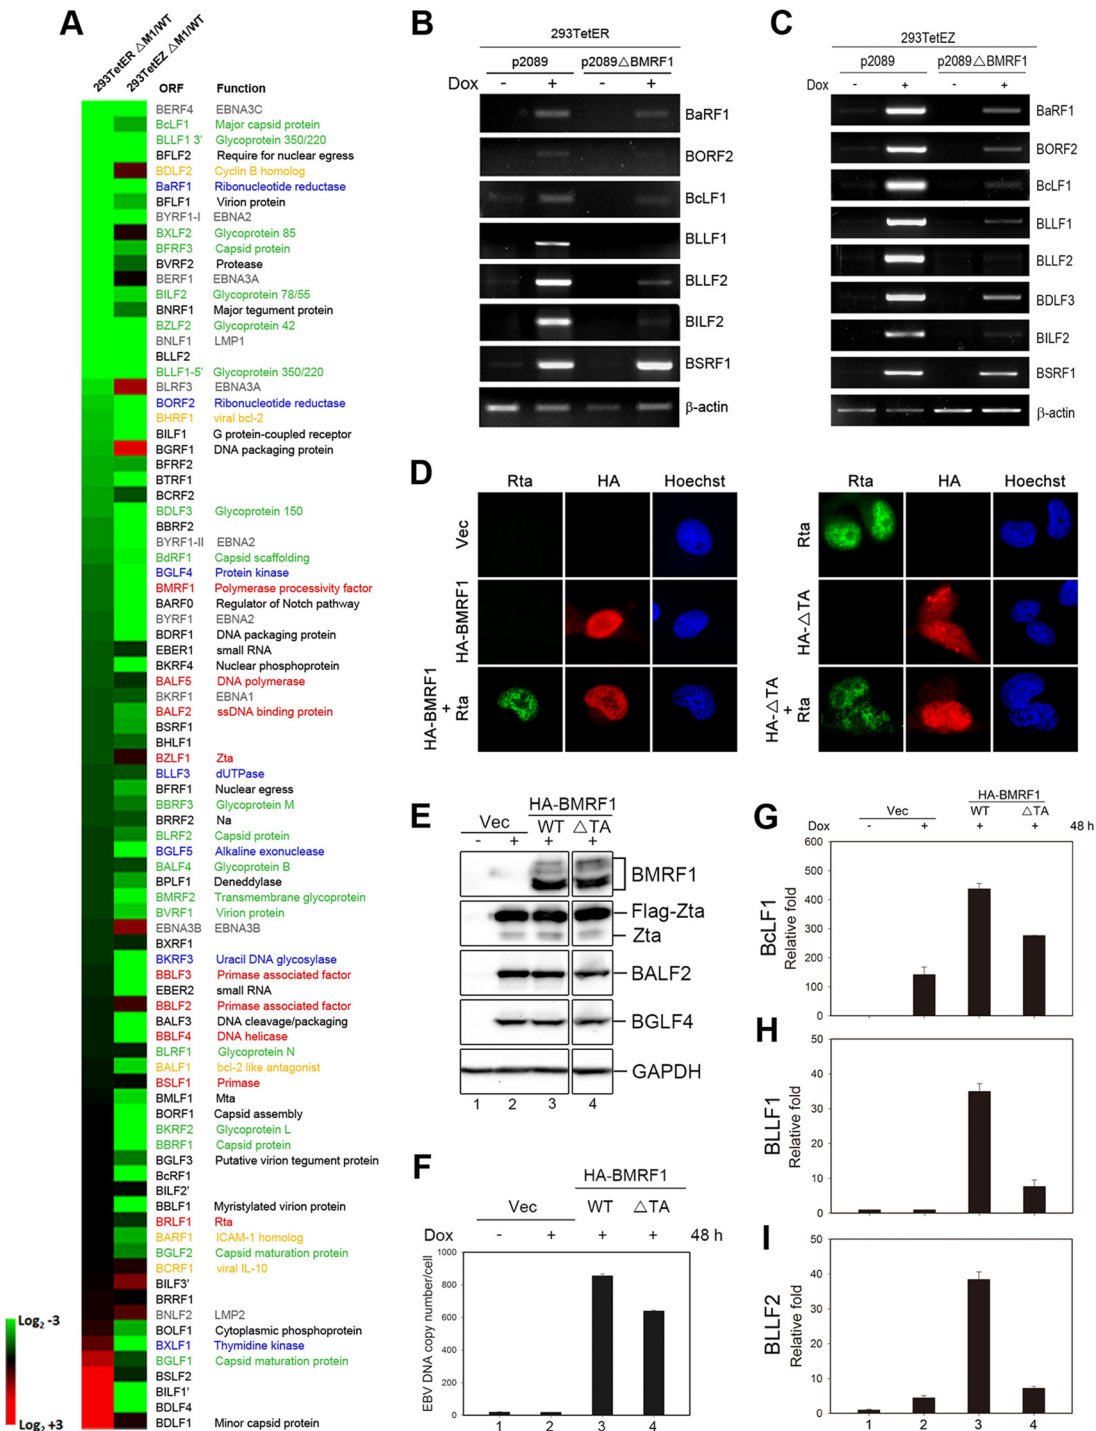 A
293TetER △M1/WT
293TetEZ △M1/WT
ORF Function
BERF4 EBNA3C
BcLF1 Major capsid protein
BLLF1 3' Glycoprotein 350/220
BFLF2 Require for nuclear egress
BDLF2 Cyclin B homolog
BaRF1 Ribonucleotide reductase
BFLF1 Virion protein
BYRF1-I EBNA2
BXLF2 Glycoprotein 85
BFRF3 Capsid protein
BVRF2 Protease
BERF1 EBNA3A
BILF2 Glycoprotein 78/55
BNRF1 Major tegument protein
BZLF2 Glycoprotein 42
BNLF1 LMP1
BLLF2
BLLF1-5' Glycoprotein 350/220
BLRF3 EBNA3A
BORF2 Ribonucleotide reductase
BHRF1 viral bcl-2
BILF1 G protein-coupled receptor
BGRF1 DNA packaging protein
BFRF2
BTRF1
BCRF2
BDLF3 Glycoprotein 150
BBRF2
BYRF1-II EBNA2
BdRF1 Capsid scaffolding
BGLF4 Protein kinase
BMRF1 Polymerase processivity factor
BARF0 Regulator of Notch pathway
BYRF1 EBNA2
BDRF1 DNA packaging protein
EBER1 small RNA
BKRF4 Nuclear phosphoprotein
BALF5 DNA polymerase
BKRF1 EBNA1
BALF2 ssDNA binding protein
BSRF1
BHLF1
BZLF1 Zta
BLLF3 dUTPase
BFRF1 Nuclear egress
BBRF3 Glycoprotein M
BRRF2 Na
BLRF2 Capsid protein
BGLF5 Alkaline exonuclease
BALF4 Glycoprotein B
BPLF1 Deneddylase
BMRF2 Transmembrane glycoprotein
BVRF1 Virion protein
EBNA3B EBNA3B
BXRF1
BKRF3 Uracil DNA glycosylase
BBLF3 Primase associated factor
EBER2 small RNA
BBLF2 Primase associated factor
BALF3 DNA cleavage/packaging
BBLF4 DNA helicase
BLRF1 Glycoprotein N
BALF1 bcl-2 like antagonist
BSLF1 Primase
BMLF1 Mta
BORF1 Capsid assembly
BKRF2 Glycoprotein L
BBRF1 Capsid protein
BGLF3 Putative virion tegument protein
BcRF1
BILF2'
BBLF1 Myristylated virion protein
BRLF1 Rta
BARF1 ICAM-1 homolog
BGLF2 Capsid maturation protein
BCRF1 viral IL-10
BILF3'
BRRF1
BNLF2 LMP2
BOLF1 Cytoplasmic phosphoprotein
BXLF1 Thymidine kinase
BGLF1 Capsid maturation protein
BSLF2
BILF1'
BDLF4
BDLF1 Minor capsid protein
Log2 -3
Log2 +3
B
293TetER
p2089 p2089△BMRF1
Dox - + - +
BaRF1
BORF2
BcLF1
BLLF1
BLLF2
BILF2
BSRF1
β-actin
C
293TetEZ
p2089 p2089△BMRF1
- + - +
BaRF1
BORF2
BcLF1
BLLF1
BLLF2
BDLF3
BILF2
BSRF1
β-actin
D
Rta HA Hoechst
Vec
HA-BMRF1
HA-BMRF1 + Rta
Rta HA Hoechst
Rta
HA-△TA
HA-△TA + Rta
E
HA-BMRF1
Vec WT △TA
- + + +
BMRF1
Flag-Zta
Zta
BALF2
BGLF4
GAPDH
1 2 3 4
F
HA-BMRF1
Vec WT △TA
Dox - + + + 48 h
EBV DNA copy number/cell
1000
800
600
400
200
0
1 2 3 4
G
HA-BMRF1
Vec WT △TA
Dox - + + + 48 h
BcLF1
Relative fold
600
500
400
300
200
100
0
H
BLLF1
Relative fold
50
40
30
20
10
0
I
BLLF2
Relative fold
50
40
30
20
10
0
1 2 3 4